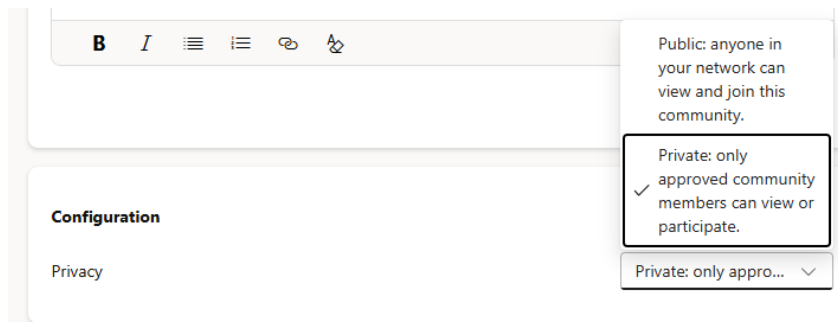 B I
Public: anyone in
your network can
view and join this
community.
Private: only
approved community
members can view or
participate.
Configuration
Privacy
Private: only appro...